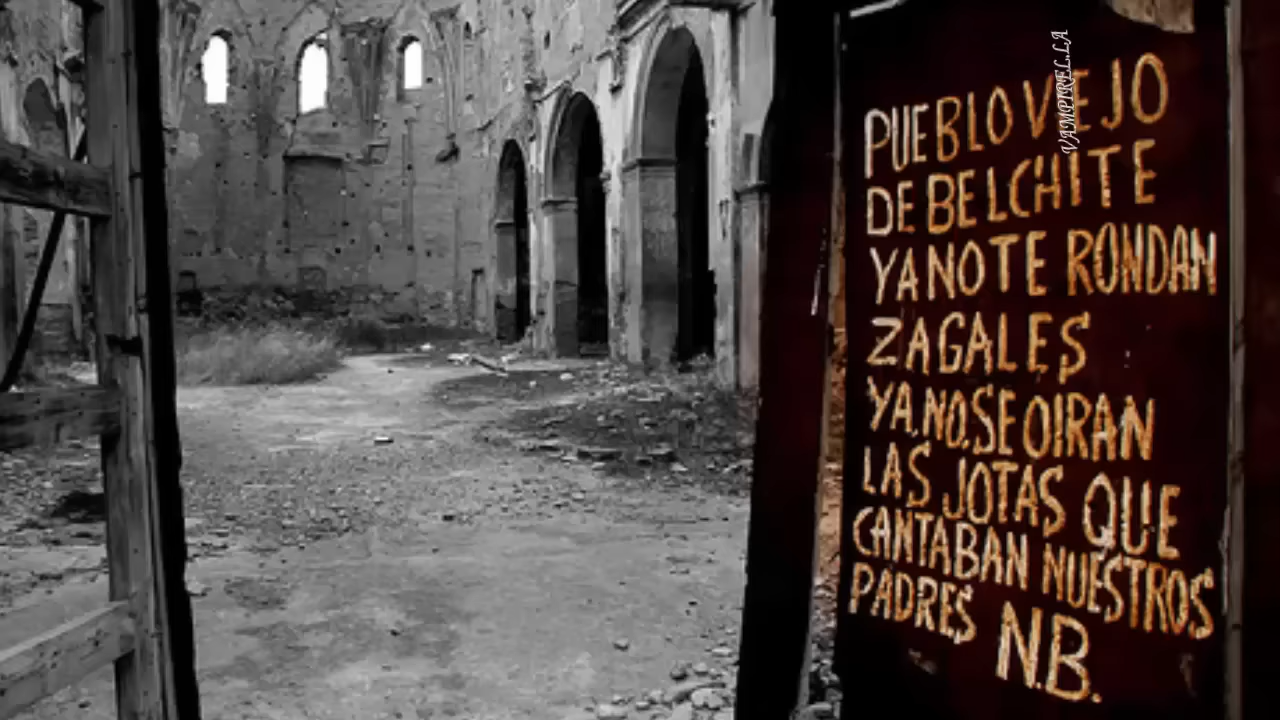 PUEBLO VIEJO
DE BELCHITE
YA NO TE RONDAN
ZAGALES
YA.NO.SE OIRAN
LAS JOTAS QUE
CANTABAN NUESTROS
PADRES N.B.
VAMPIRELLA